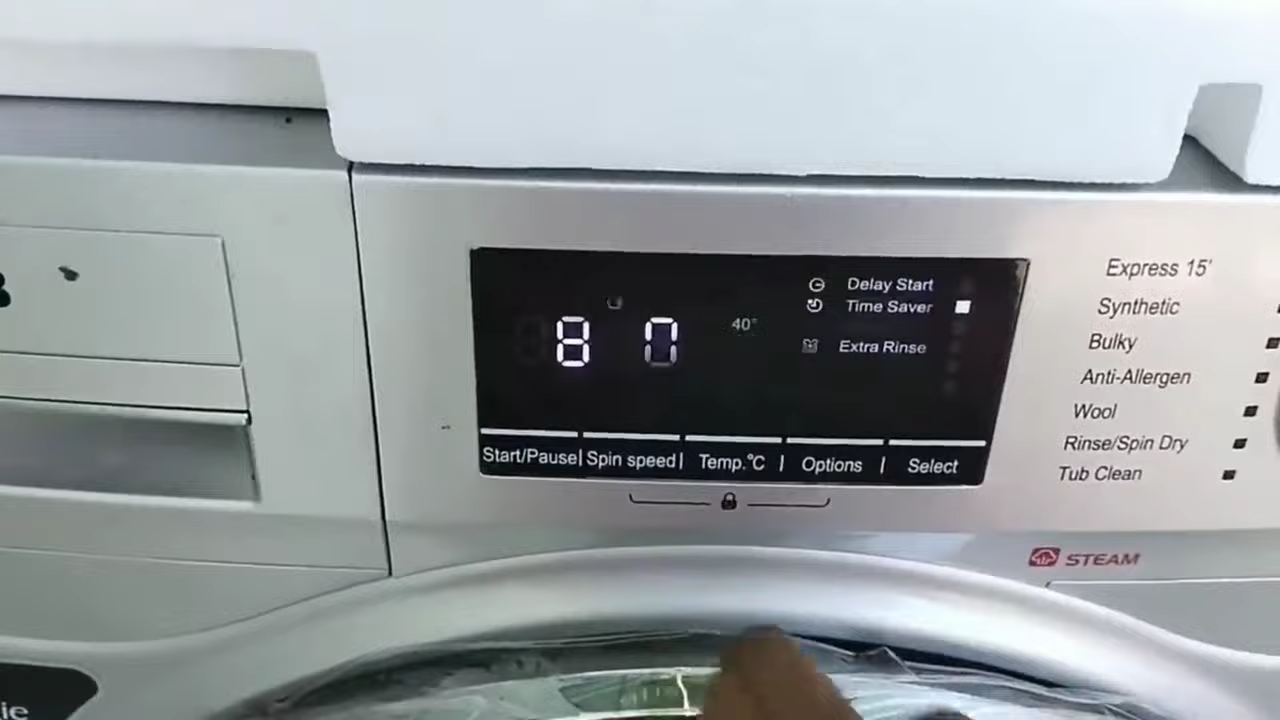 Delay Start
Time Saver
8 0
40°
Extra Rinse
Start/Pause| Spin speed| Temp.°C | Options | Select
Express 15'
Synthetic
Bulky
Anti-Allergen
Wool
Rinse/Spin Dry
Tub Clean
STEAM
ie